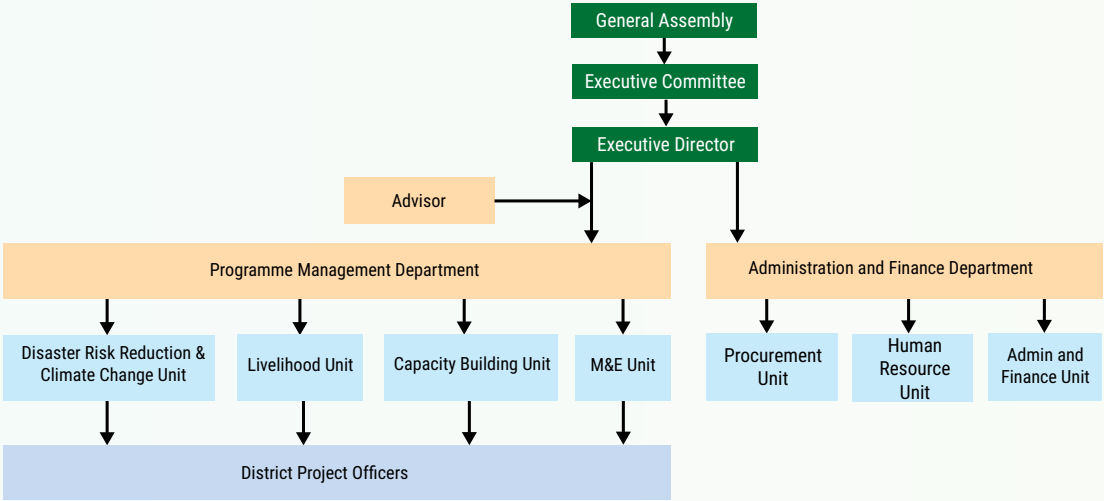 General Assembly
Executive Committee
Executive Director
Advisor
Programme Management Department
Administration and Finance Department
Disaster Risk Reduction &
Climate Change Unit
Livelihood Unit
Capacity Building Unit
M&E Unit
Procurement
Unit
Human
Resource
Unit
Admin and
Finance Unit
District Project Officers